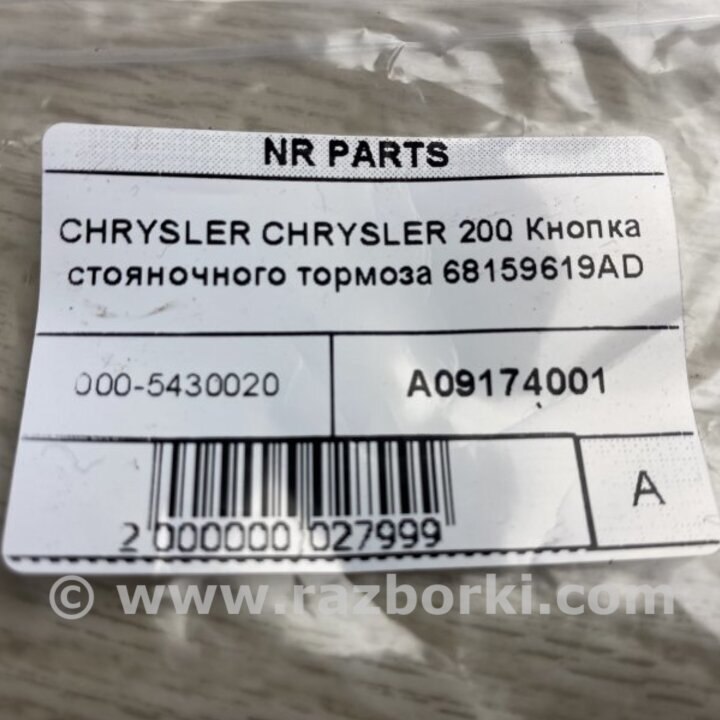 NR PARTS
CHRYSLER CHRYSLER 200 Кнопка
стояночного тормоза 68159619AD
000-5430020
A09174001
A
2 000000 027999
© www.razborki.com